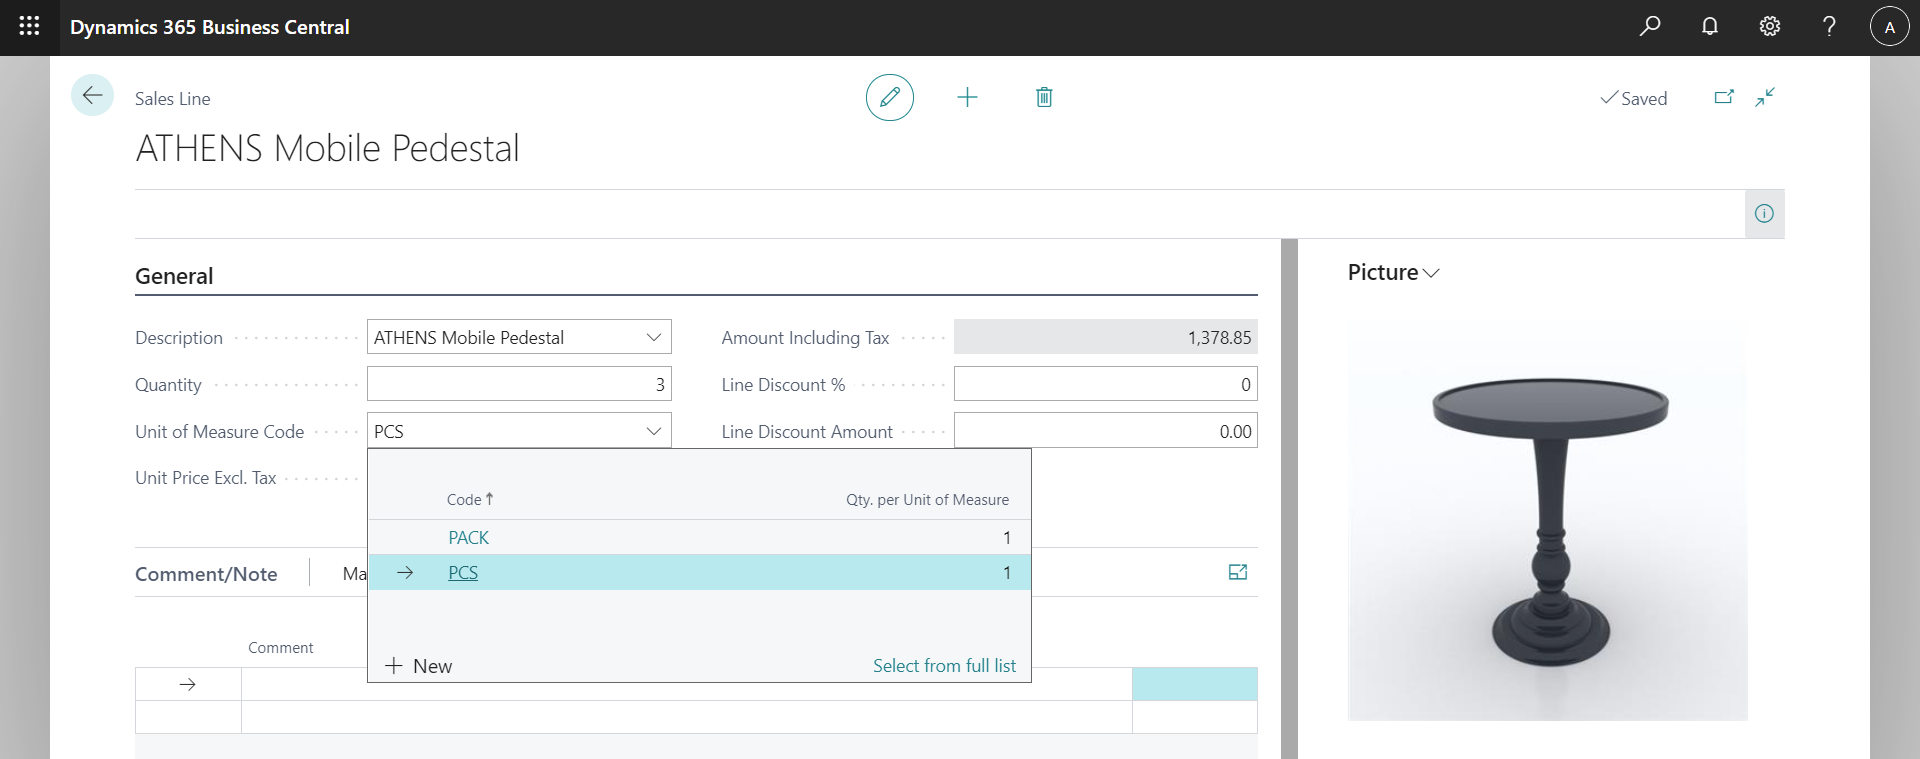 Dynamics 365 Business Central
A
Sales Line
Saved
ATHENS Mobile Pedestal
General
Picture
Description
ATHENS Mobile Pedestal
Amount Including Tax
1,378.85
Quantity
3
Line Discount %
0
Unit of Measure Code
PCS
Line Discount Amount
0.00
Unit Price Excl. Tax
Code
Qty. per Unit of Measure
PACK
1
Comment/Note
Ma
PCS
1
Comment
New
Select from full list